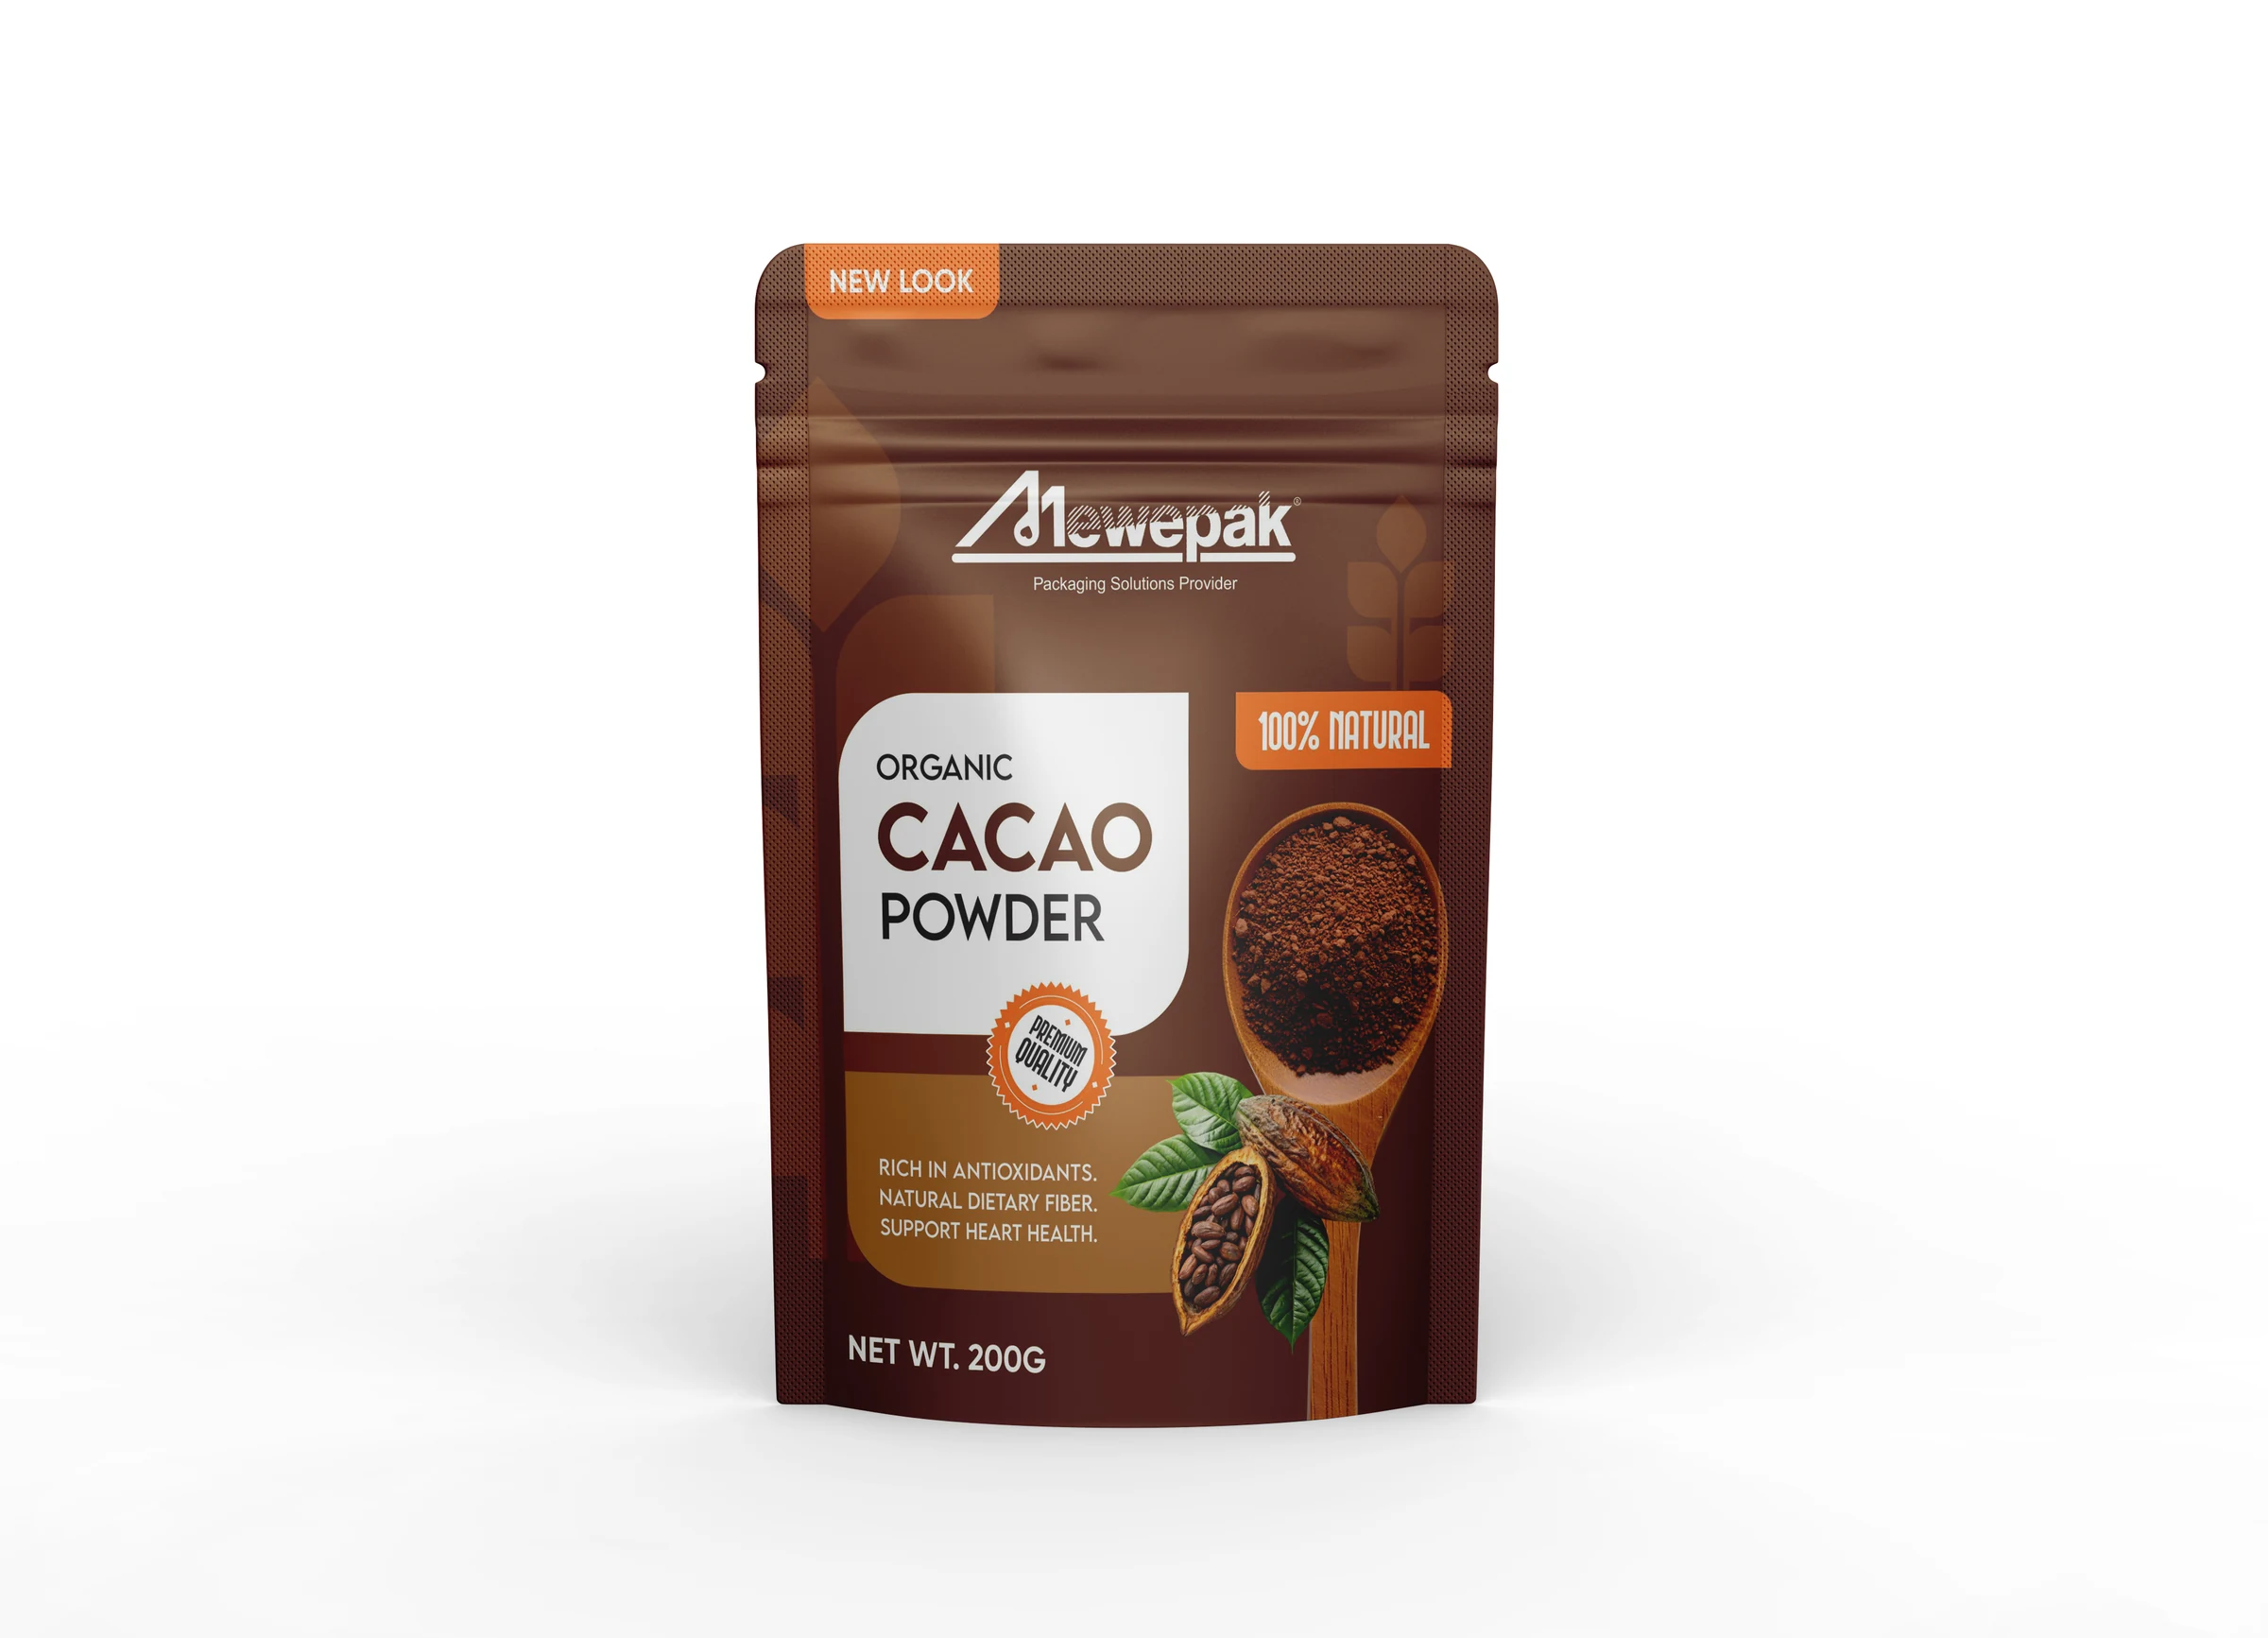 NEW LOOK
Mewepak®
Packaging Solutions Provider
100% NATURAL
ORGANIC
CACAO
POWDER
PREMIUM
QUALITY
RICH IN ANTIOXIDANTS.
NATURAL DIETARY FIBER.
SUPPORT HEART HEALTH.
NET WT. 200G